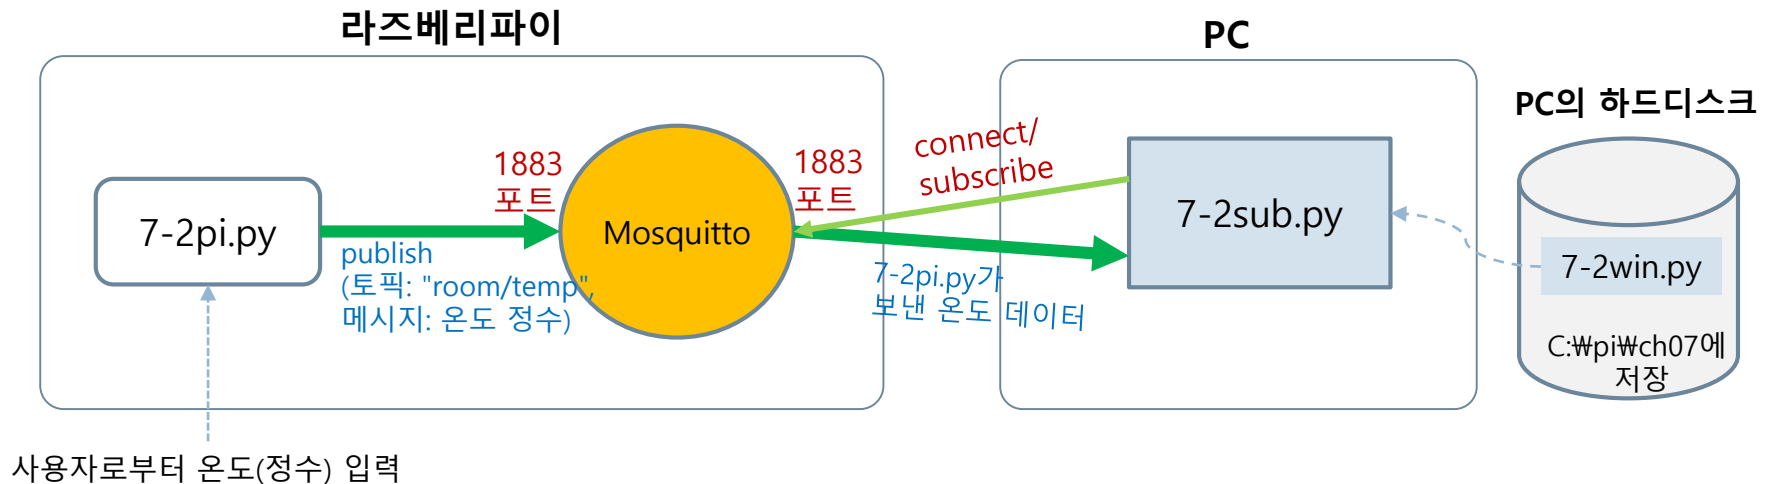 라즈베리파이
PC
PC의 하드디스크
connect/
subscribe
1883
포트
1883
포트
7-2pi.py
Mosquitto
7-2sub.py
publish
(토픽: "room/temp",
메시지: 온도 정수)
7-2pi.py가
보낸 온도 데이터
7-2win.py
C:₩pi₩ch07에
저장
사용자로부터 온도(정수) 입력